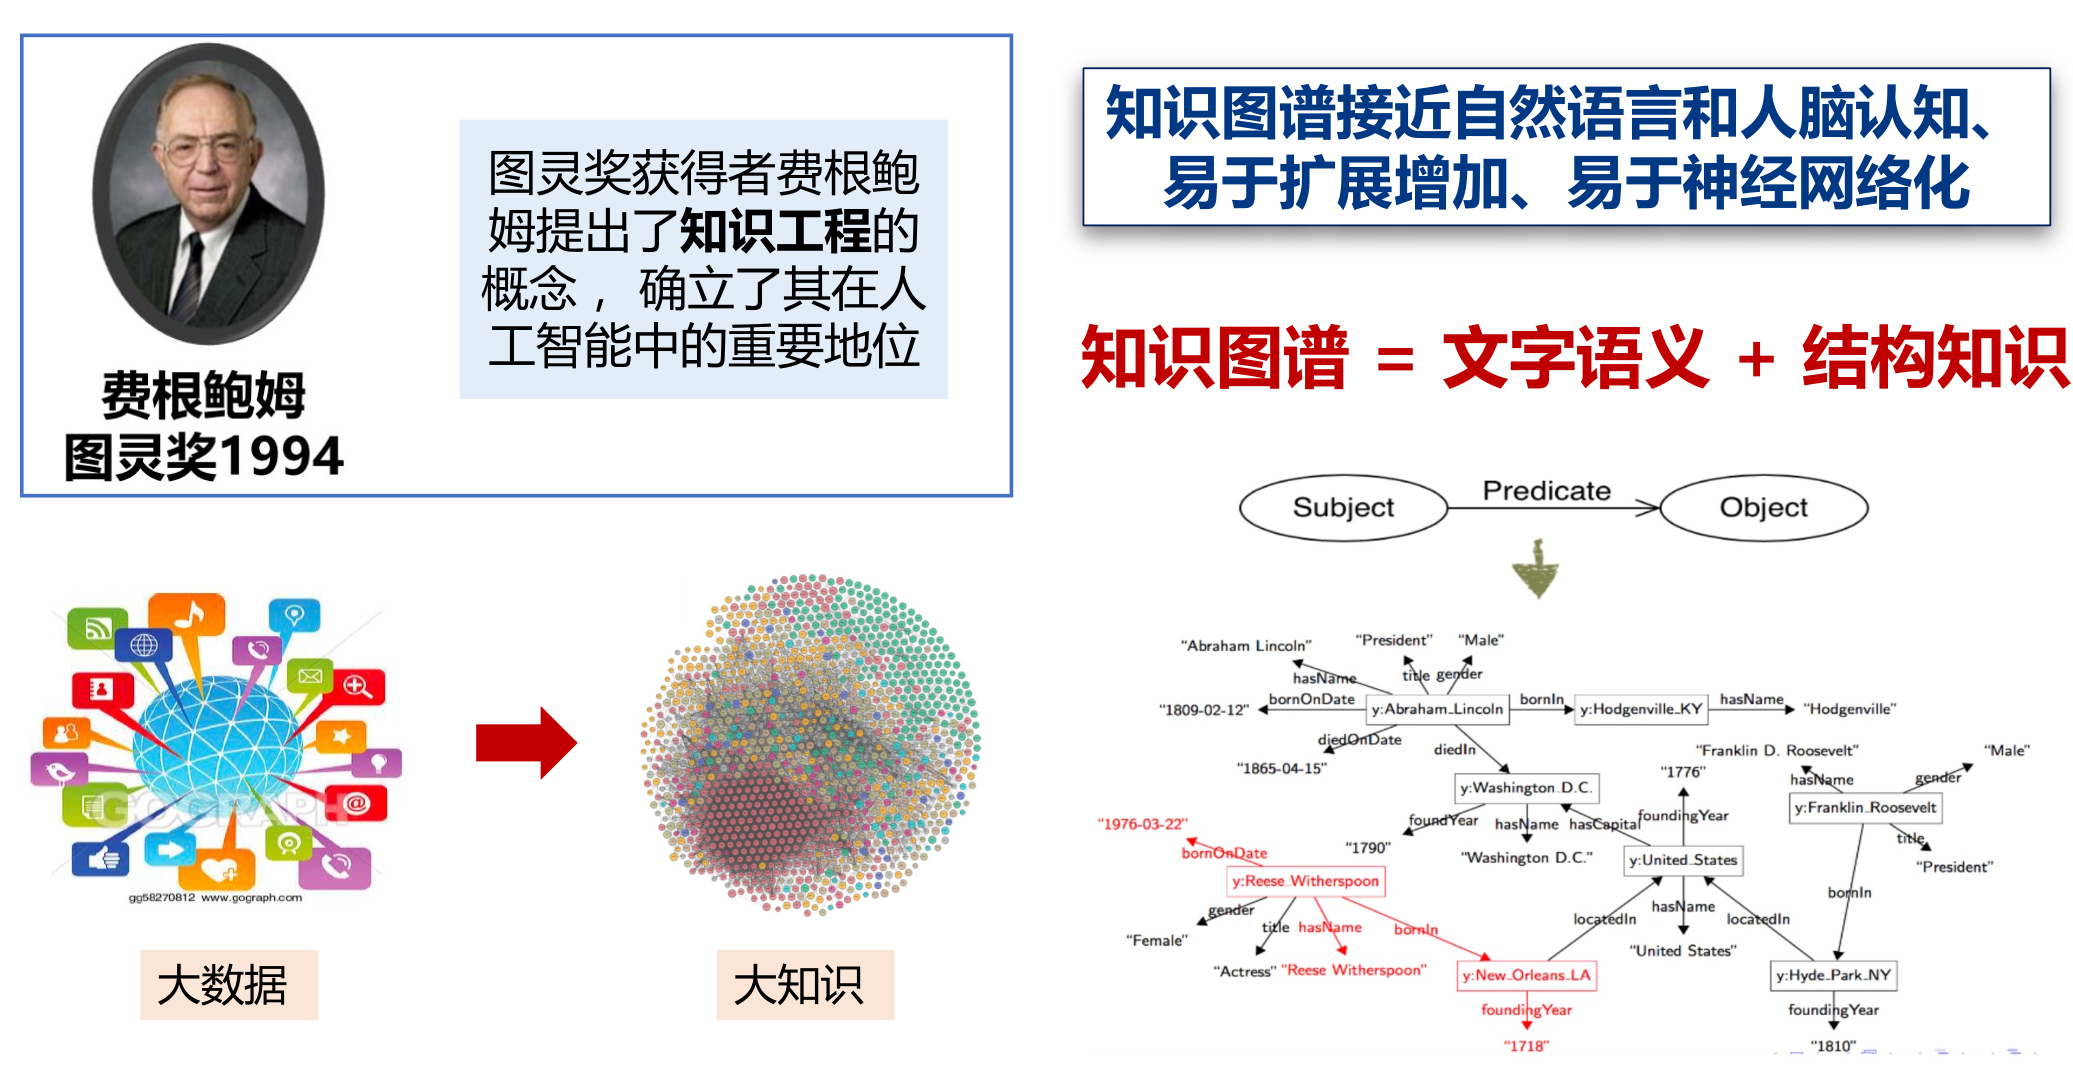 费根鲍姆
图灵奖1994
图灵奖获得者费根鲍
姆提出了知识工程的
概念 ，确立了其在人
工智能中的重要地位
知识图谱接近自然语言和人脑认知、
易于扩展增加、易于神经网络化
知识图谱 = 文字语义 + 结构知识
GOGRAPH
gg58270812 www.gograph.com
大数据
大知识
Subject
Predicate
Object
“Abraham Lincoln”
“President”
“Male”
hasName
title
gender
“1809-02-12”
bornOnDate
y:Abraham_Lincoln
bornIn
y:Hodgenville_KY
hasName
“Hodgenville”
diedOnDate
diedIn
“1865-04-15”
“Franklin D. Roosevelt”
“Male”
“1776”
hasName
gender
y:Washington_D.C.
y:Franklin_Roosevelt
“1976-03-22”
foundYear
hasName
hasCapital
foundingYear
title
“1790”
“Washington D.C.”
y:United_States
“President”
bornOnDate
y:Reese_Witherspoon
bornIn
gender
title
hasName
bornIn
locatedIn
hasName
locatedIn
“Female”
“Actress”
“Reese Witherspoon”
“United States”
y:New_Orleans_LA
y:Hyde_Park_NY
foundingYear
foundingYear
“1718”
“1810”